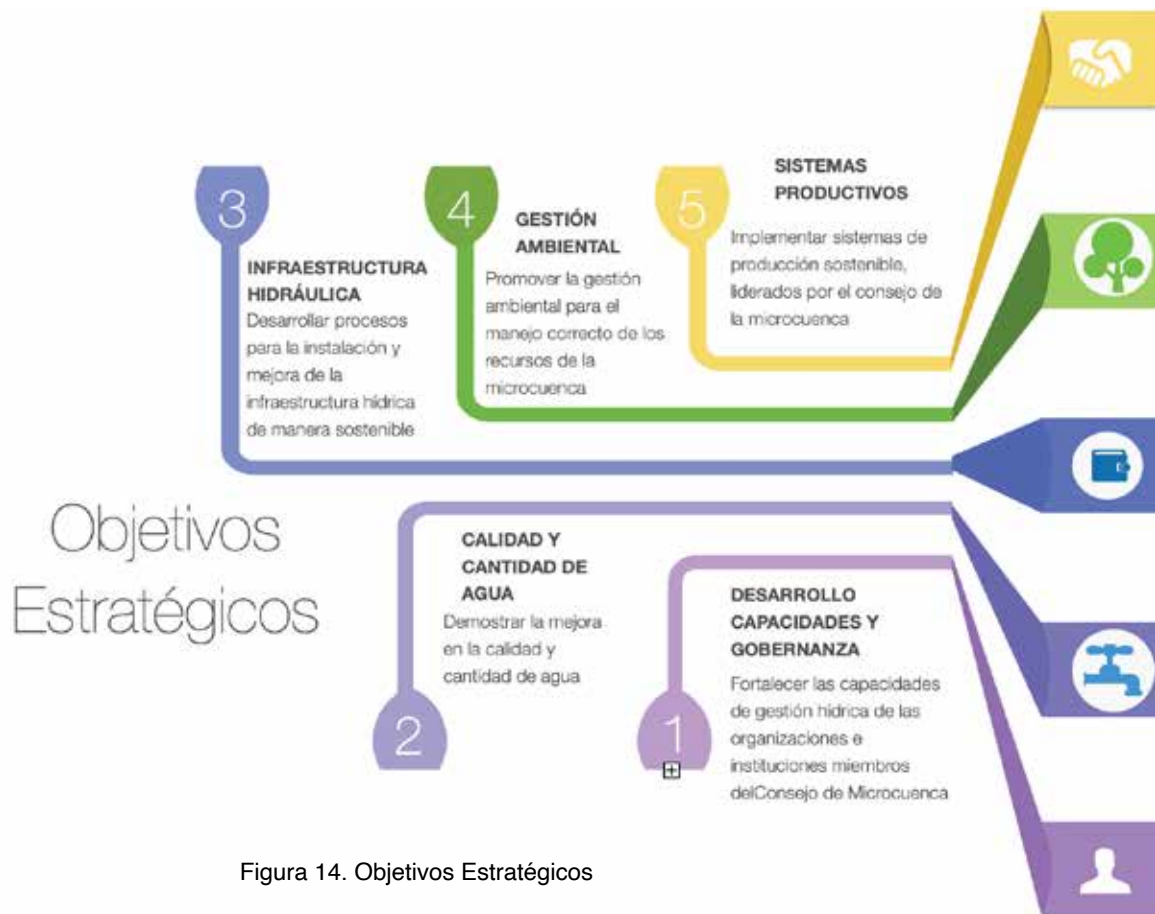 3
INFRAESTRUCTURA
HIDRÁULICA
Desarrollar procesos
para la instalación y
mejora de la
infraestructura hídrica
de manera sostenible
4
GESTIÓN
AMBIENTAL
Promover la gestión
ambiental para el
manejo correcto de los
recursos de la
microcuenca
5
SISTEMAS
PRODUCTIVOS
Implementar sistemas de
producción sostenible,
liderados por el consejo de
la microcuenca
Objetivos
Estratégicos
2
CALIDAD Y
CANTIDAD DE
AGUA
Demostrar la mejora
en la calidad y
cantidad de agua
1
DESARROLLO
CAPACIDADES Y
GOBERNANZA
Fortalecer las capacidades
de gestión hídrica de las
organizaciones e
instituciones miembros
delConsejo de Microcuenca
Figura 14. Objetivos Estratégicos